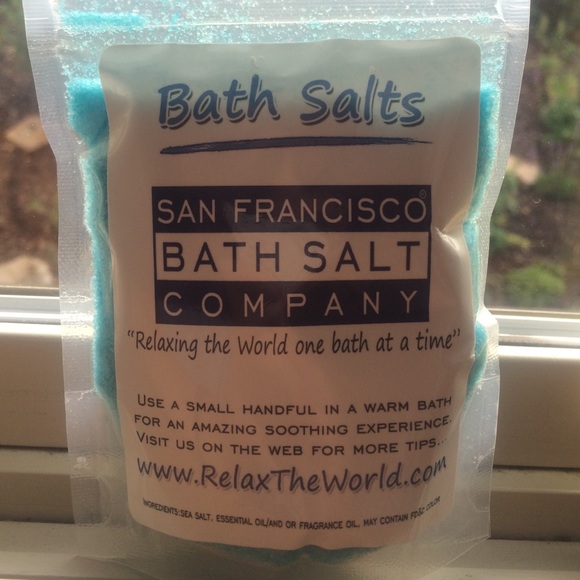 Bath Salts
SAN FRANCISCO®
BATH SALT
COMPANY
"Relaxing the World one bath at a time"
USE A SMALL HANDFUL IN A WARM BATH
FOR AN AMAZING SOOTHING EXPERIENCE.
VISIT US ON THE WEB FOR MORE TIPS...
www.RelaxTheWorld.com
INGREDIENTS:SEA SALT, ESSENTIAL OIL/AND OR FRAGRANCE OIL, MAY CONTAIN FD&C COLOR